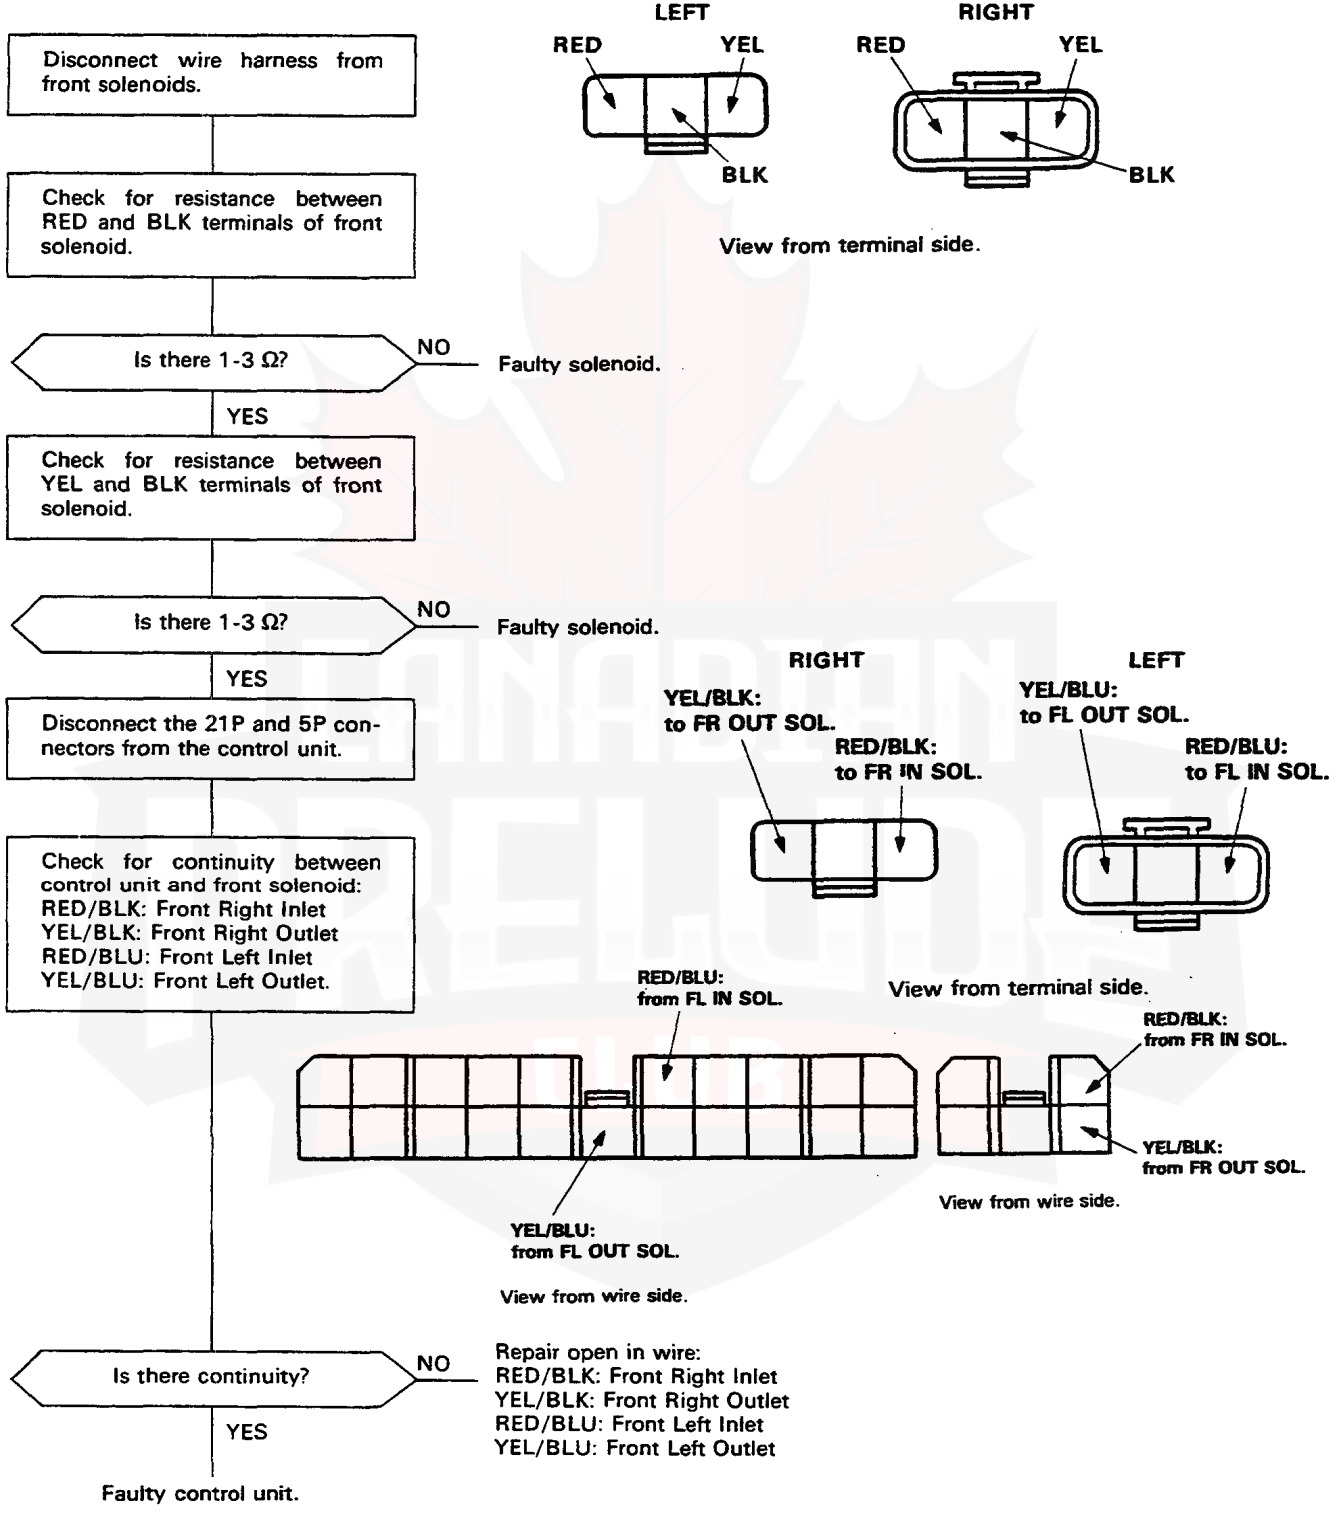 LEFT
RIGHT
RED
YEL
RED
YEL
BLK
BLK
View from terminal side.
Disconnect wire harness from
front solenoids.
Check for resistance between
RED and BLK terminals of front
solenoid.
Is there 1-3 Ω?
NO
Faulty solenoid.
YES
Check for resistance between
YEL and BLK terminals of front
solenoid.
Is there 1-3 Ω?
NO
Faulty solenoid.
YES
Disconnect the 21P and 5P con-
nectors from the control unit.
Check for continuity between
control unit and front solenoid:
RED/BLK: Front Right Inlet
YEL/BLK: Front Right Outlet
RED/BLU: Front Left Inlet
YEL/BLU: Front Left Outlet.
RIGHT
YEL/BLK:
to FR OUT SOL.
RED/BLK:
to FR IN SOL.
LEFT
YEL/BLU:
to FL OUT SOL.
RED/BLU:
to FL IN SOL.
View from terminal side.
RED/BLU:
from FL IN SOL.
YEL/BLU:
from FL OUT SOL.
View from wire side.
RED/BLK:
from FR IN SOL.
YEL/BLK:
from FR OUT SOL.
View from wire side.
Is there continuity?
NO
Repair open in wire:
RED/BLK: Front Right Inlet
YEL/BLK: Front Right Outlet
RED/BLU: Front Left Inlet
YEL/BLU: Front Left Outlet
YES
Faulty control unit.
CANADIAN
PRELUDE
CLUB